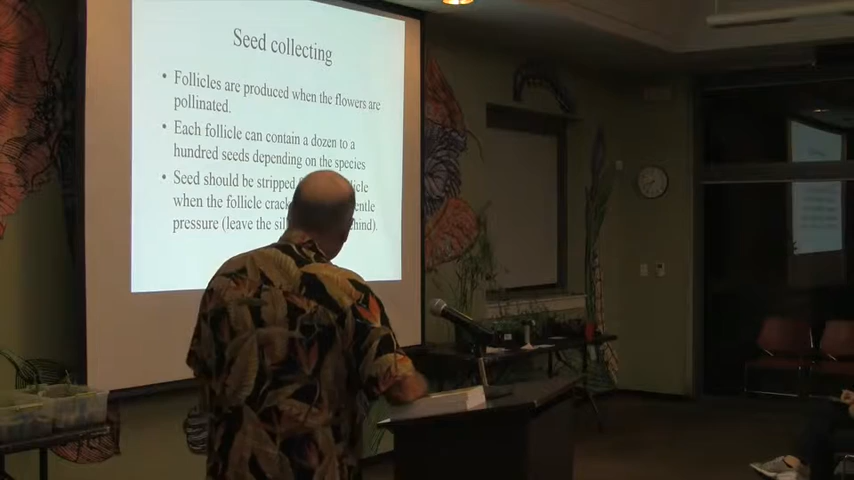 Seed collecting
• Follicles are produced when the flowers are
pollinated.
• Each follicle can contain a dozen to a
hundred seeds depending on the species
• Seed should be stripped
when the follicle crack
pressure (leave the